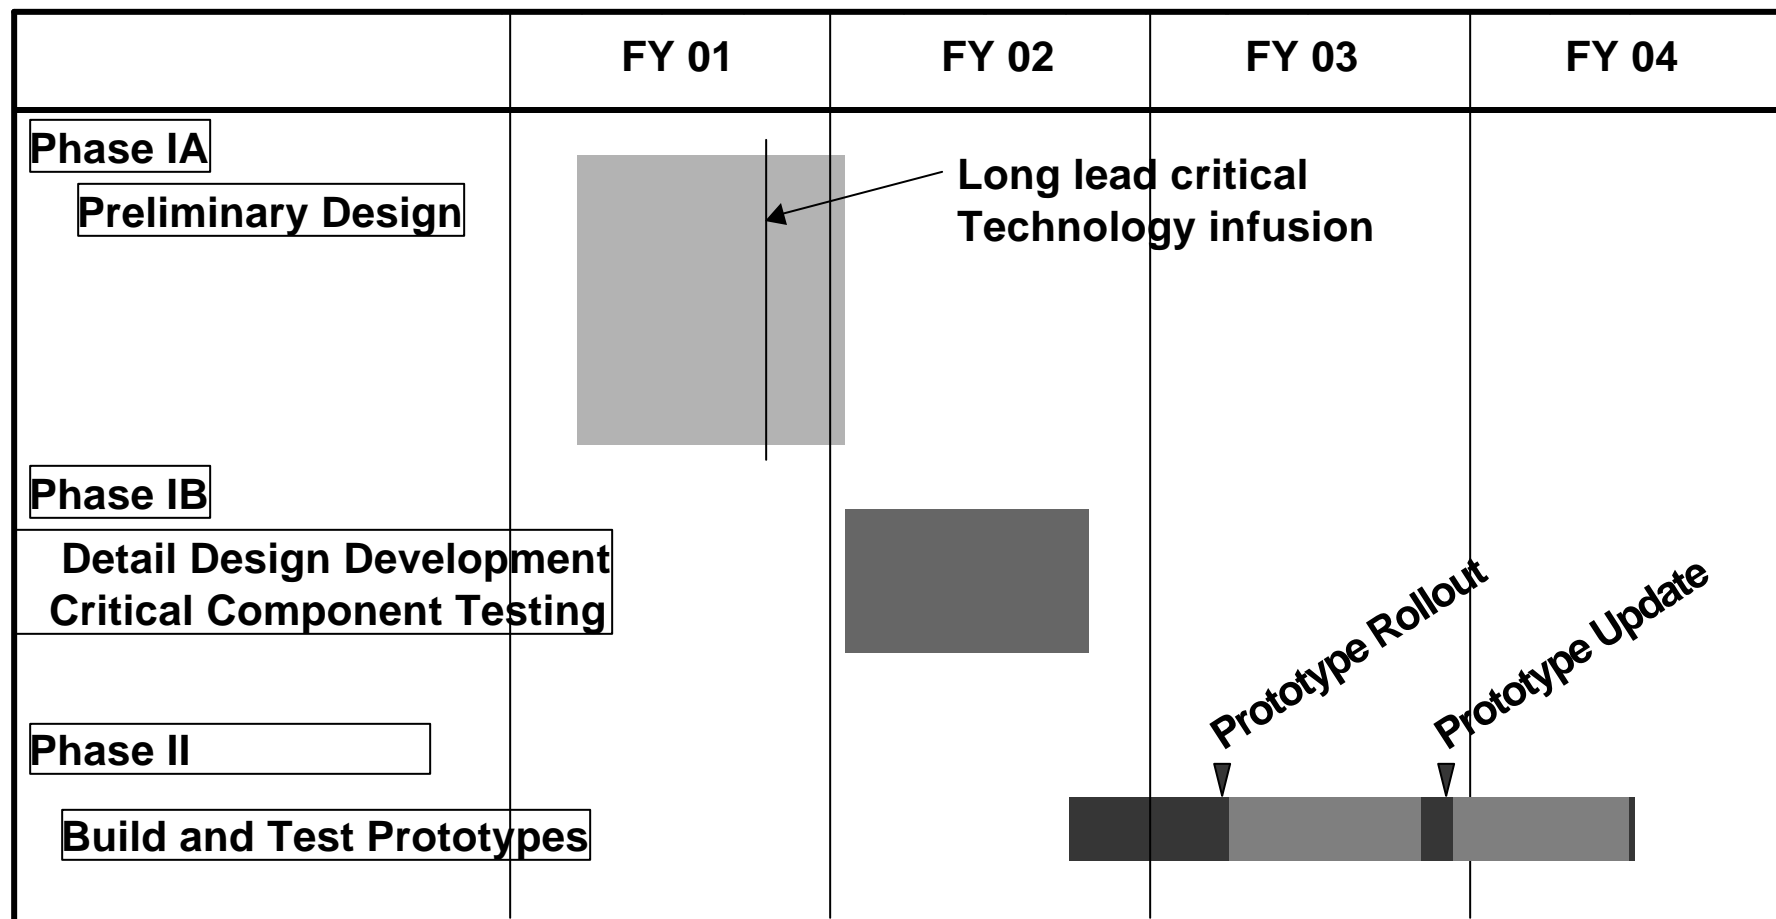 FY 01 FY 02 FY 03 FY 04
Phase IA
Preliminary Design
Long lead critical
Technology infusion
Phase IB
Detail Design Development
Critical Component Testing
Prototype Rollout
Prototype Update
Phase II
Build and Test Prototypes